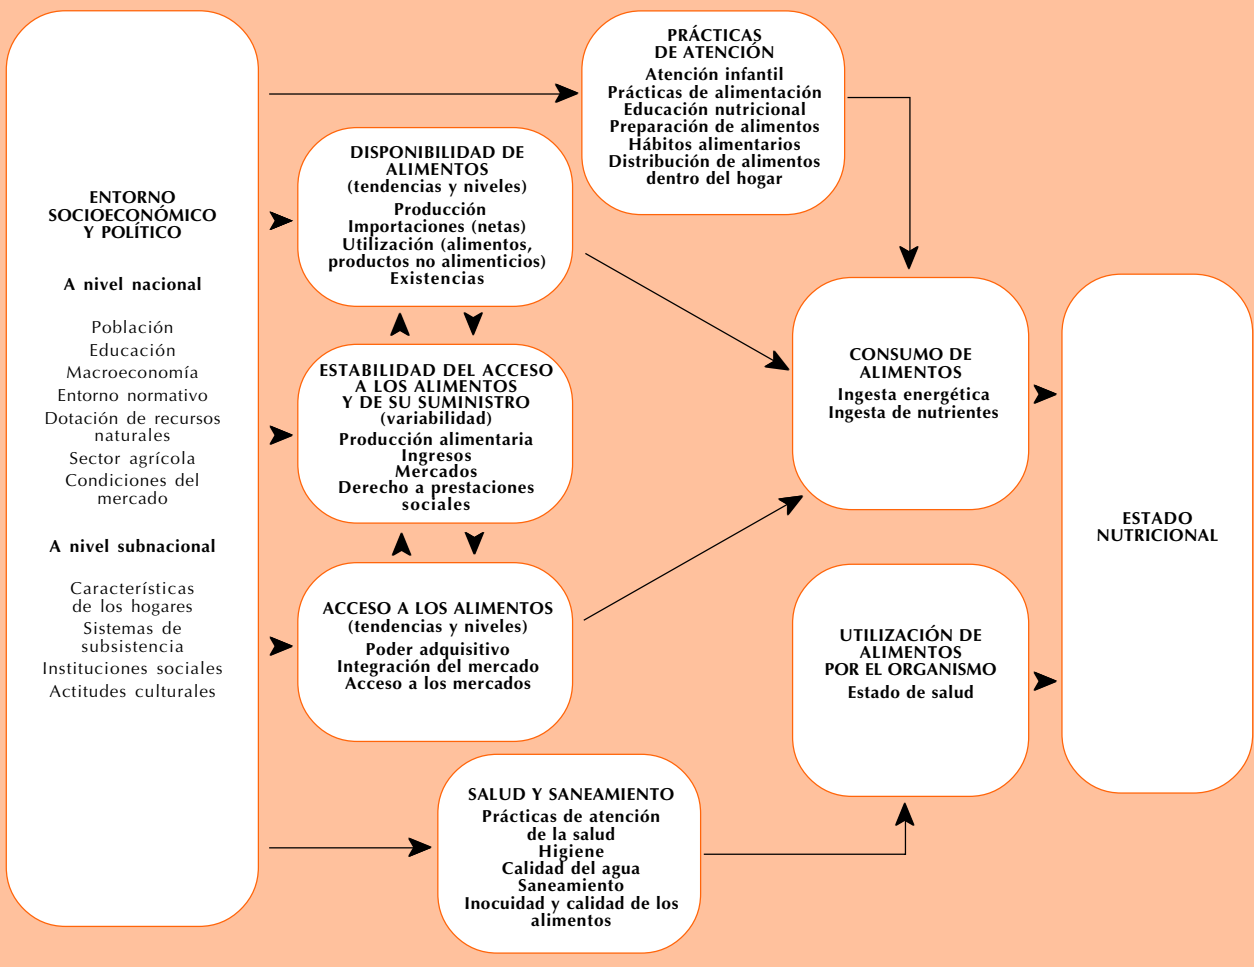 ENTORNO
SOCIOECONÓMICO
Y POLÍTICO
A nivel nacional
Población
Educación
Macroeconomía
Entorno normativo
Dotación de recursos
naturales
Sector agrícola
Condiciones del
mercado
A nivel subnacional
Características
de los hogares
Sistemas de
subsistencia
Instituciones sociales
Actitudes culturales
PRÁCTICAS
DE ATENCIÓN
Atención infantil
Prácticas de alimentación
Educación nutricional
Preparación de alimentos
Hábitos alimentarios
Distribución de alimentos
dentro del hogar
DISPONIBILIDAD DE
ALIMENTOS
(tendencias y niveles)
Producción
Importaciones (netas)
Utilización (alimentos,
productos no alimenticios)
Existencias
ESTABILIDAD DEL ACCESO
A LOS ALIMENTOS
Y DE SU SUMINISTRO
(variabilidad)
Producción alimentaria
Ingresos
Mercados
Derecho a prestaciones
sociales
ACCESO A LOS ALIMENTOS
(tendencias y niveles)
Poder adquisitivo
Integración del mercado
Acceso a los mercados
SALUD Y SANEAMIENTO
Prácticas de atención
de la salud
Higiene
Calidad del agua
Saneamiento
Inocuidad y calidad de los
alimentos
CONSUMO DE
ALIMENTOS
Ingesta energética
Ingesta de nutrientes
UTILIZACIÓN DE
ALIMENTOS
POR EL ORGANISMO
Estado de salud
ESTADO
NUTRICIONAL